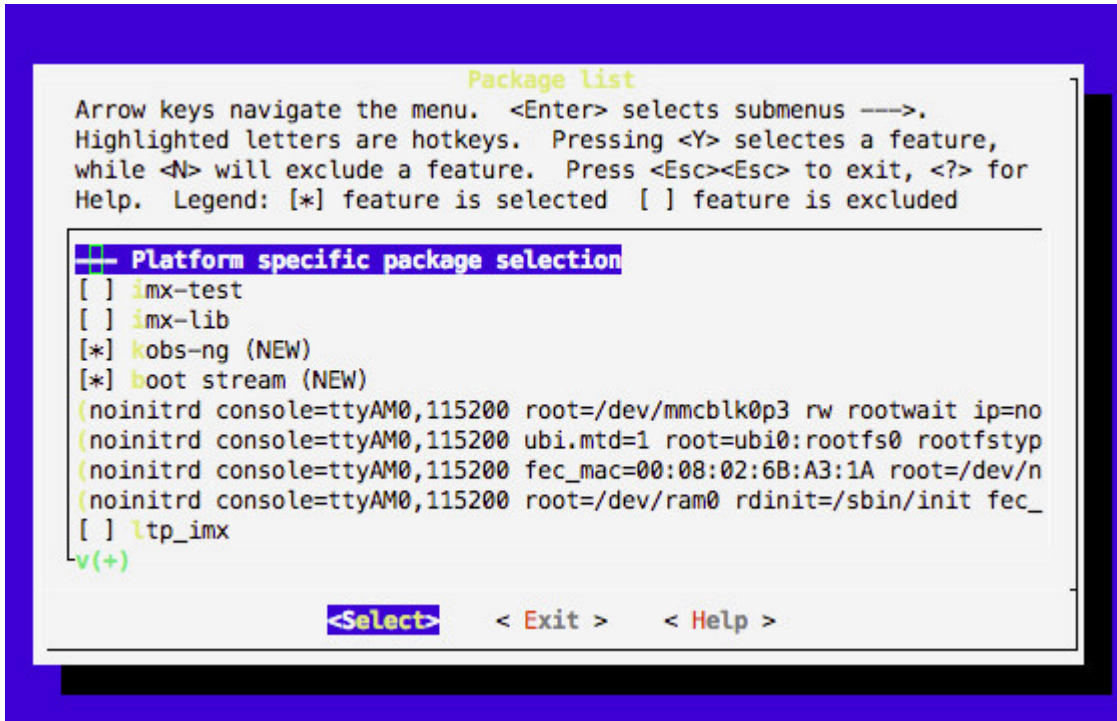 Package list
Arrow keys navigate the menu.  <Enter> selects submenus --->.
Highlighted letters are hotkeys.  Pressing <Y> selectes a feature,
while <N> will exclude a feature.  Press <Esc><Esc> to exit, <?> for
Help.  Legend: [*] feature is selected  [ ] feature is excluded
--- Platform specific package selection
[ ] imx-test
[ ] imx-lib
[*] kobs-ng (NEW)
[*] boot stream (NEW)
(noinitrd console=ttyAM0,115200 root=/dev/mmcblk0p3 rw rootwait ip=no
(noinitrd console=ttyAM0,115200 ubi.mtd=1 root=ubi0:rootfs0 rootfstyp
(noinitrd console=ttyAM0,115200 fec_mac=00:08:02:6B:A3:1A root=/dev/n
(noinitrd console=ttyAM0,115200 root=/dev/ram0 rdinit=/sbin/init fec_
[ ] ltp_imx
v(+)
<Select>    < Exit >    < Help >